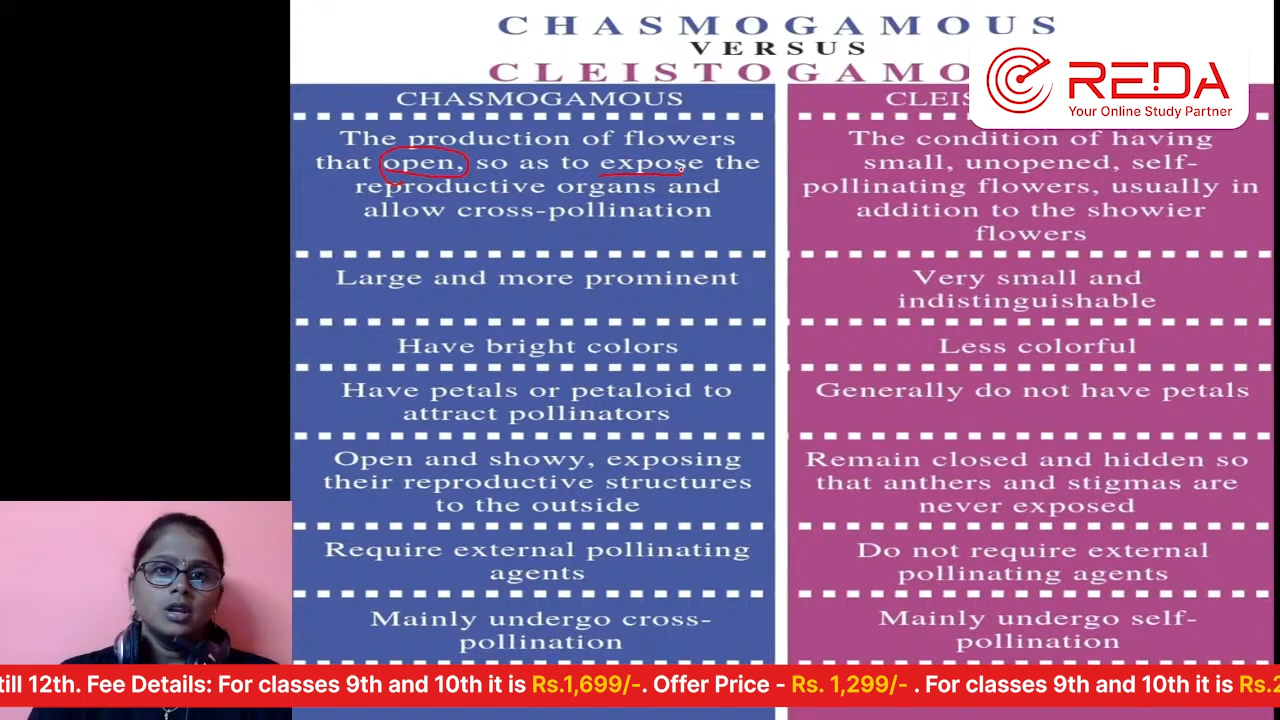 CHASMOGAMOUS
VERSUS
CLEISTOGAMO
REDA
Your Online Study Partner
CHASMOGAMOUS
The production of flowers
that open, so as to expose the
reproductive organs and
allow cross-pollination
Large and more prominent
Have bright colors
Have petals or petaloid to
attract pollinators
Open and showy, exposing
their reproductive structures
to the outside
Require external pollinating
agents
Mainly undergo cross-
pollination
CLEIS
The condition of having
small, unopened, self-
pollinating flowers, usually in
addition to the showier
flowers
Very small and
indistinguishable
Less colorful
Generally do not have petals
Remain closed and hidden so
that anthers and stigmas are
never exposed
Do not require external
pollinating agents
Mainly undergo self-
pollination
till 12th. Fee Details: For classes 9th and 10th it is Rs.1,699/-. Offer Price - Rs. 1,299/- . For classes 9th and 10th it is Rs.2